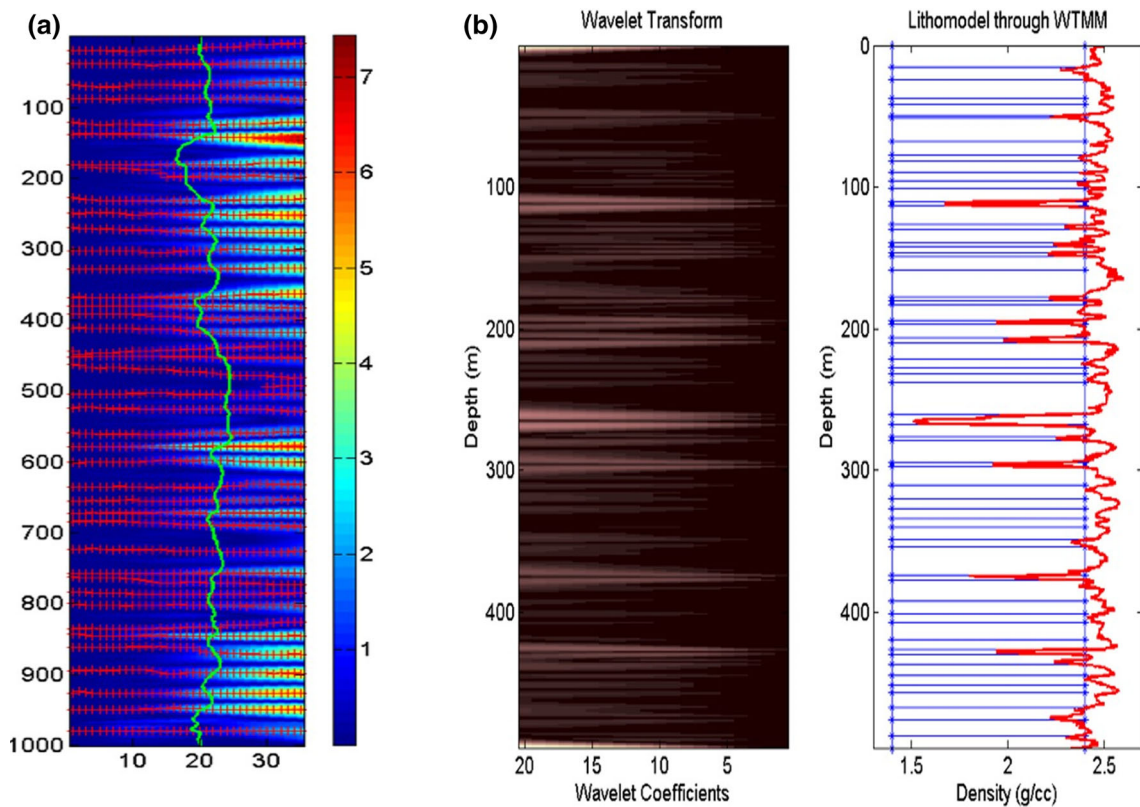 (a)
100
200
300
400
500
600
700
800
900
1000
10 20 30
7
6
5
4
3
2
1
(b)
Wavelet Transform
Depth (m)
100
200
300
400
20 15 10 5
Wavelet Coefficients
Lithomodel through WTMM
Depth (m)
0
100
200
300
400
1.5 2 2.5
Density (g/cc)